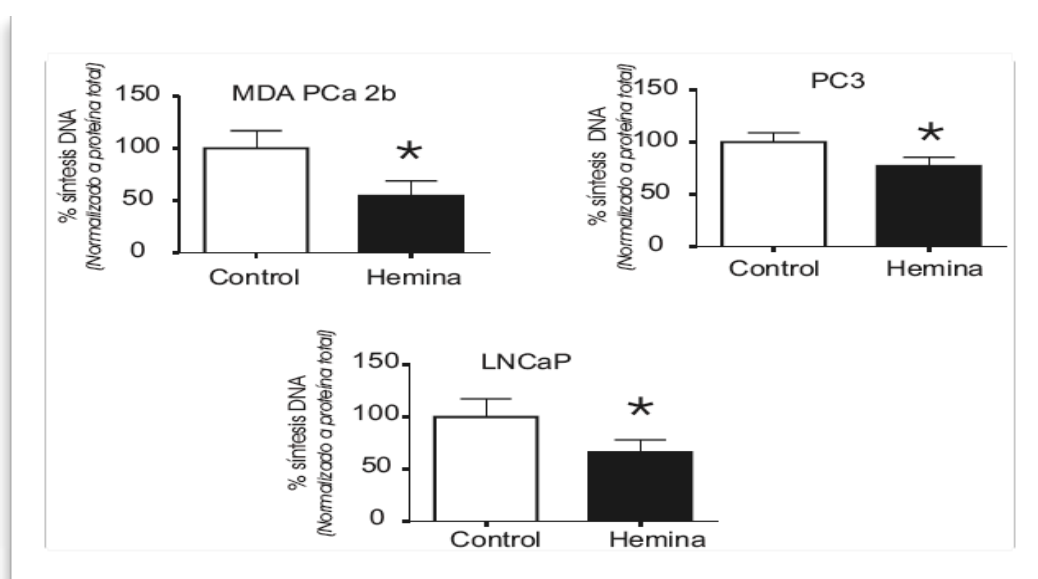 MDA PCa 2b
% síntesis DNA
(Normalizado a proteína total)
150
100
50
0
*
Control
Hemina
PC3
% síntesis DNA
(Normalizado a proteína total)
150
100
50
0
*
Control
Hemina
LNCaP
% síntesis DNA
(Normalizado a proteína total)
150
100
50
0
*
Control
Hemina